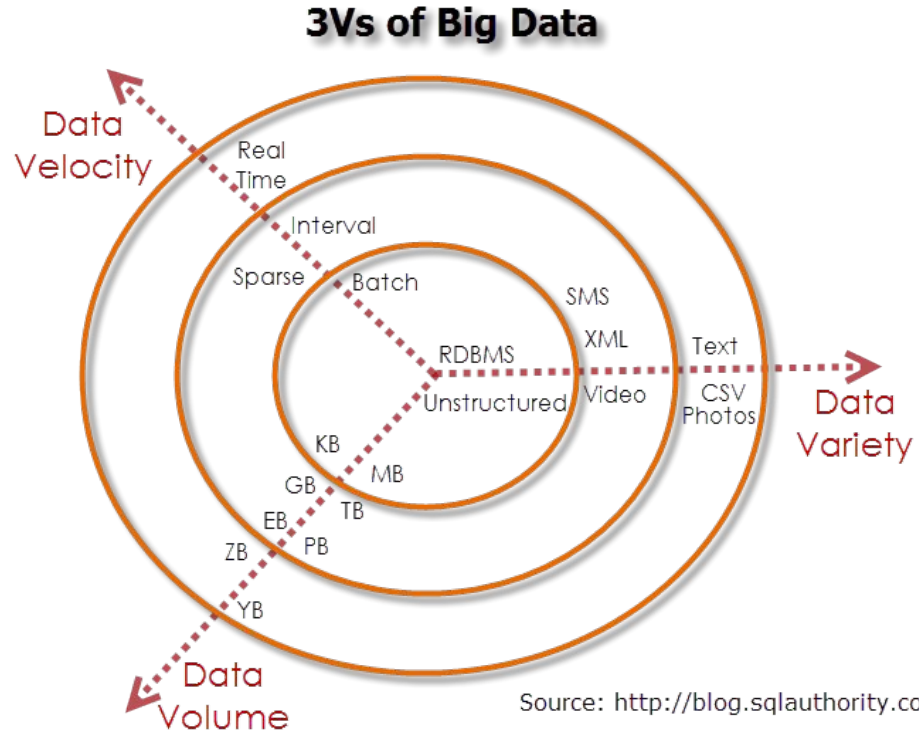 3Vs of Big Data
Data
Velocity
Real
Time
Interval
Sparse
Batch
SMS
XML
Text
RDBMS
Unstructured
Video
CSV
Photos
Data
Variety
KB
MB
GB
TB
EB
PB
ZB
YB
Data
Volume
Source: http://blog.sqlauthority.co